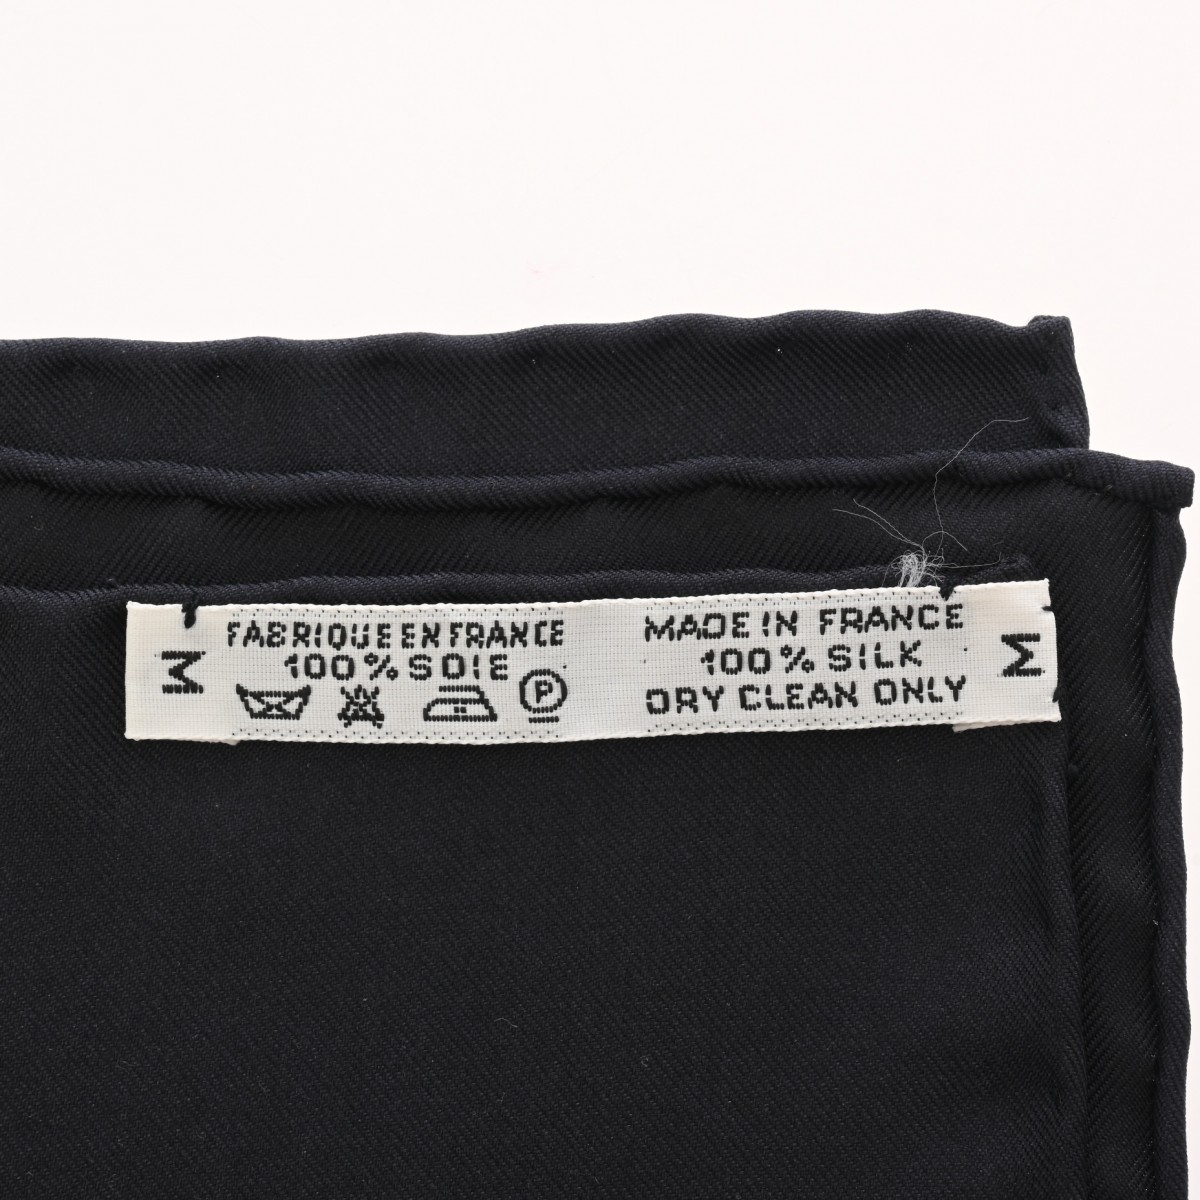 M
FABRIQUE EN FRANCE
100% SOIE
P
MADE IN FRANCE
100% SILK
DRY CLEAN ONLY
M